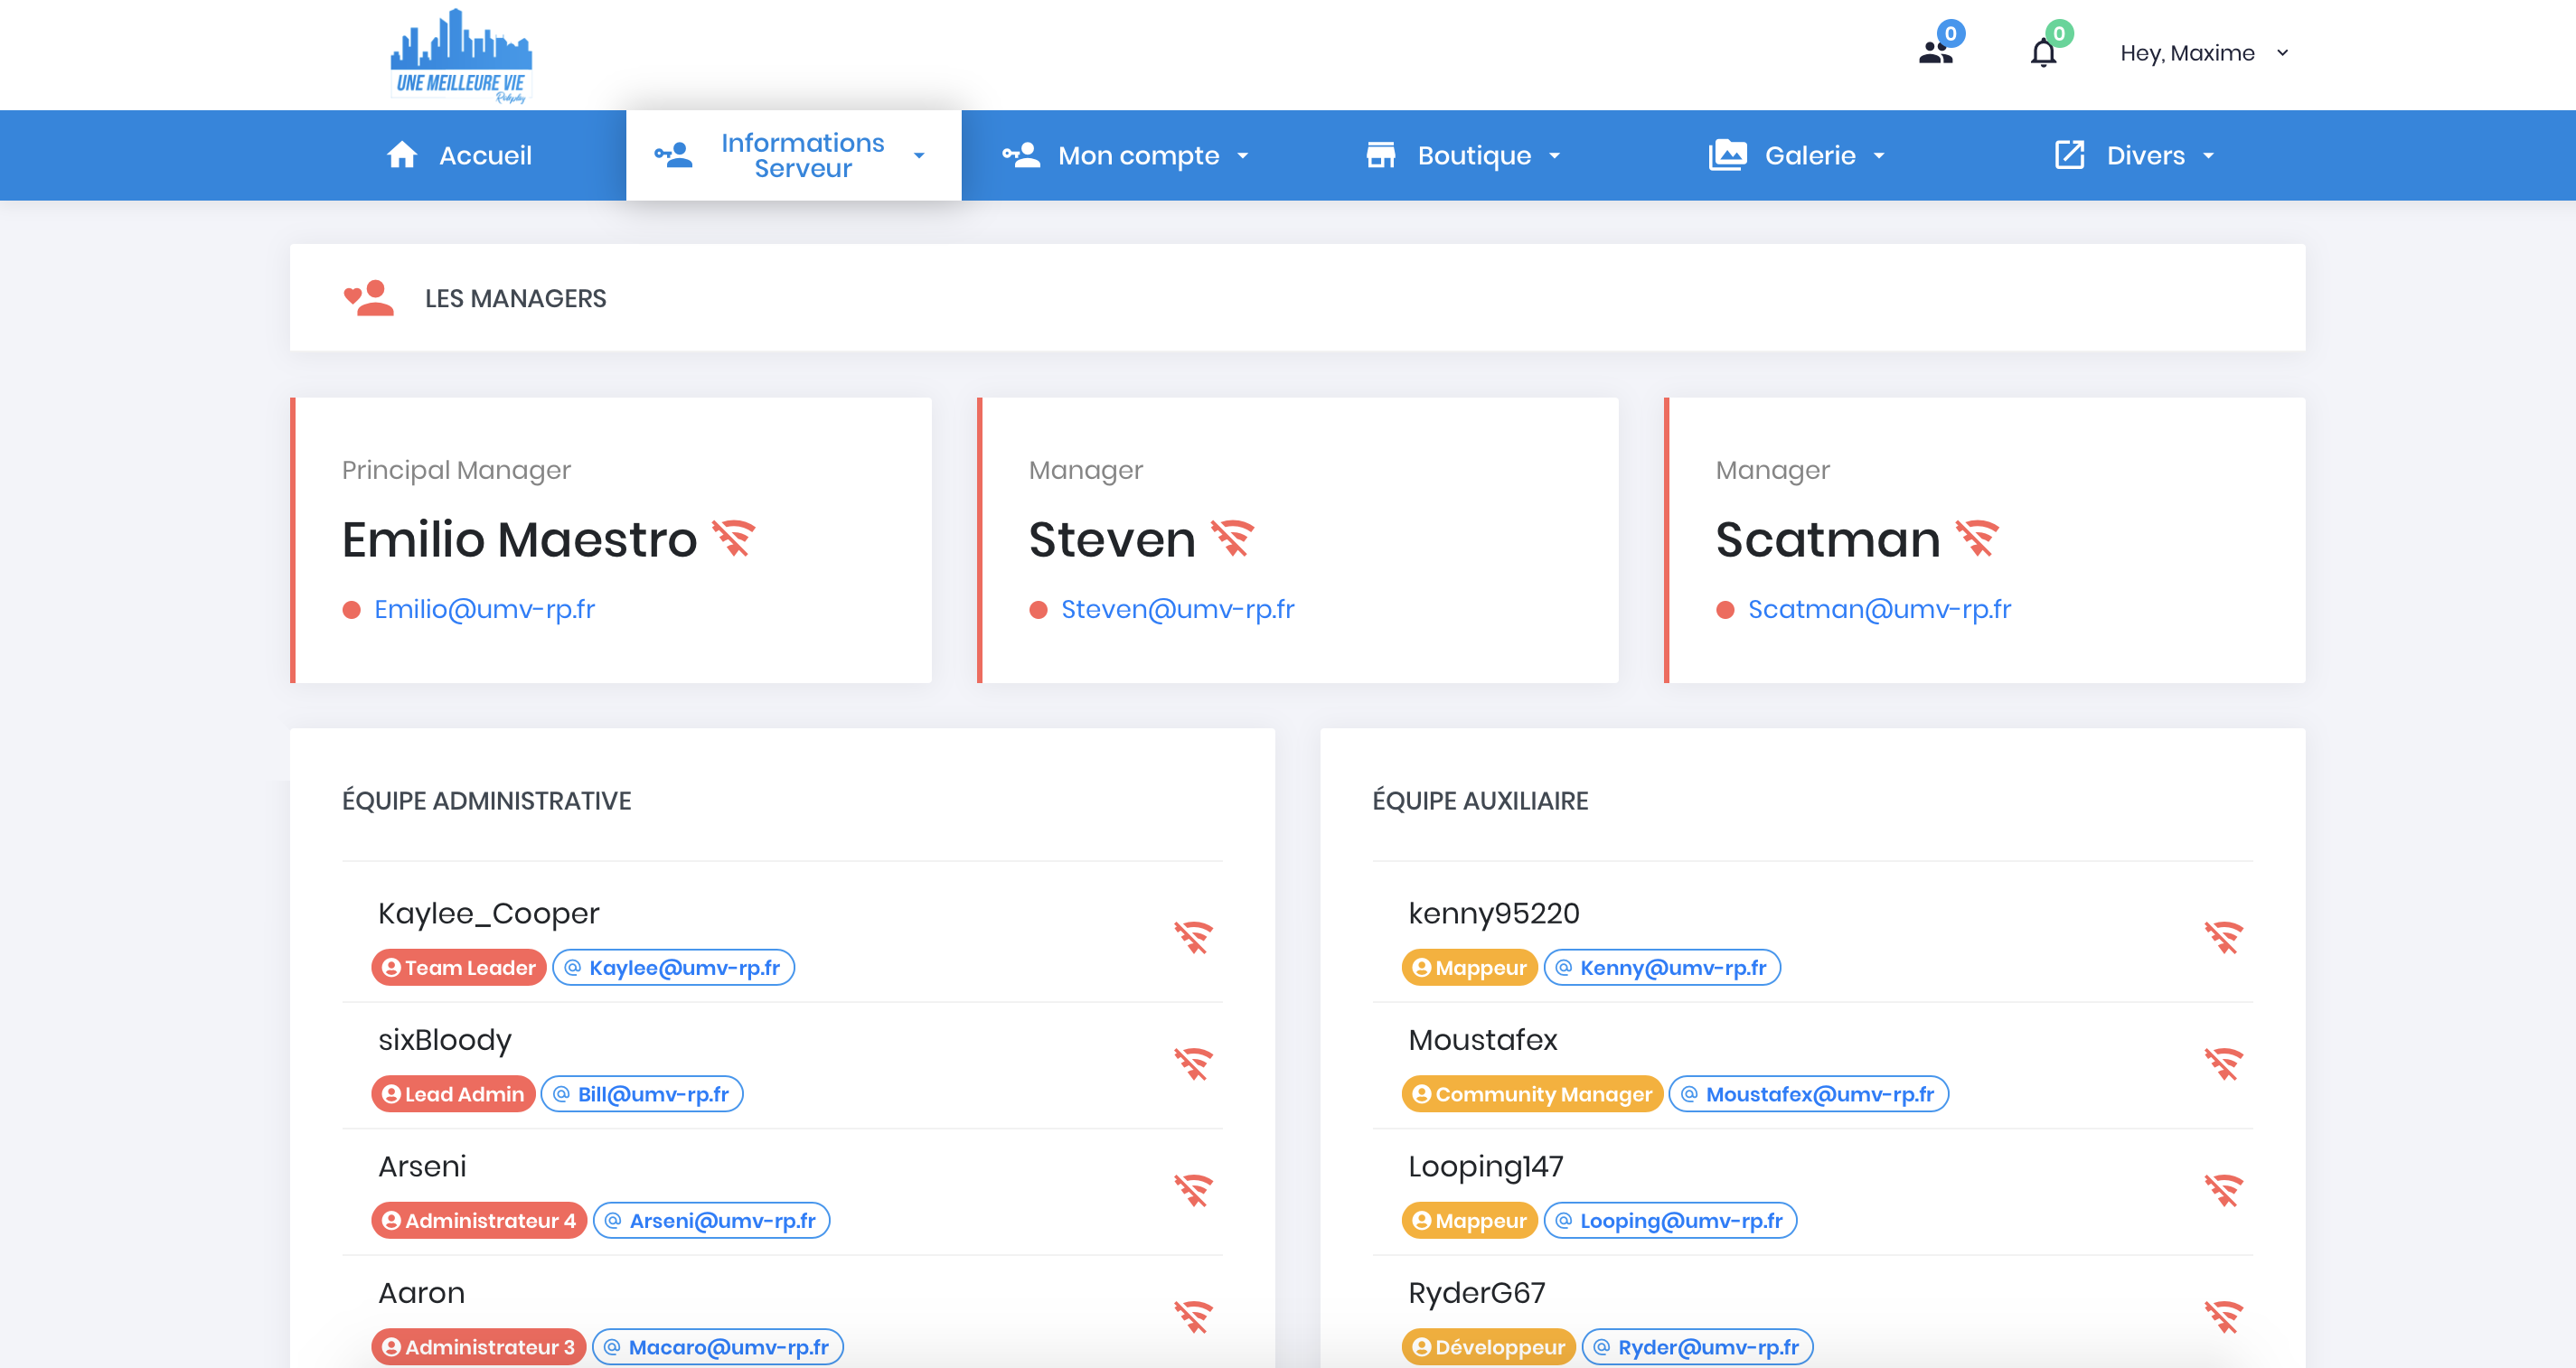 UNE MEILLEURE VIE
Roleplay
0
0
Hey, Maxime
Accueil
Informations
Serveur
Mon compte
Boutique
Galerie
Divers
LES MANAGERS
Principal Manager
Emilio Maestro
Emilio@umv-rp.fr
Manager
Steven
Steven@umv-rp.fr
Manager
Scatman
Scatman@umv-rp.fr
ÉQUIPE ADMINISTRATIVE
Kaylee_Cooper
Team Leader @ Kaylee@umv-rp.fr
sixBloody
Lead Admin @ Bill@umv-rp.fr
Arseni
Administrateur 4 @ Arseni@umv-rp.fr
Aaron
Administrateur 3 @ Macaro@umv-rp.fr
ÉQUIPE AUXILIAIRE
kenny95220
Mappeur @ Kenny@umv-rp.fr
Moustafex
Community Manager @ Moustafex@umv-rp.fr
Looping147
Mappeur @ Looping@umv-rp.fr
RyderG67
Développeur @ Ryder@umv-rp.fr